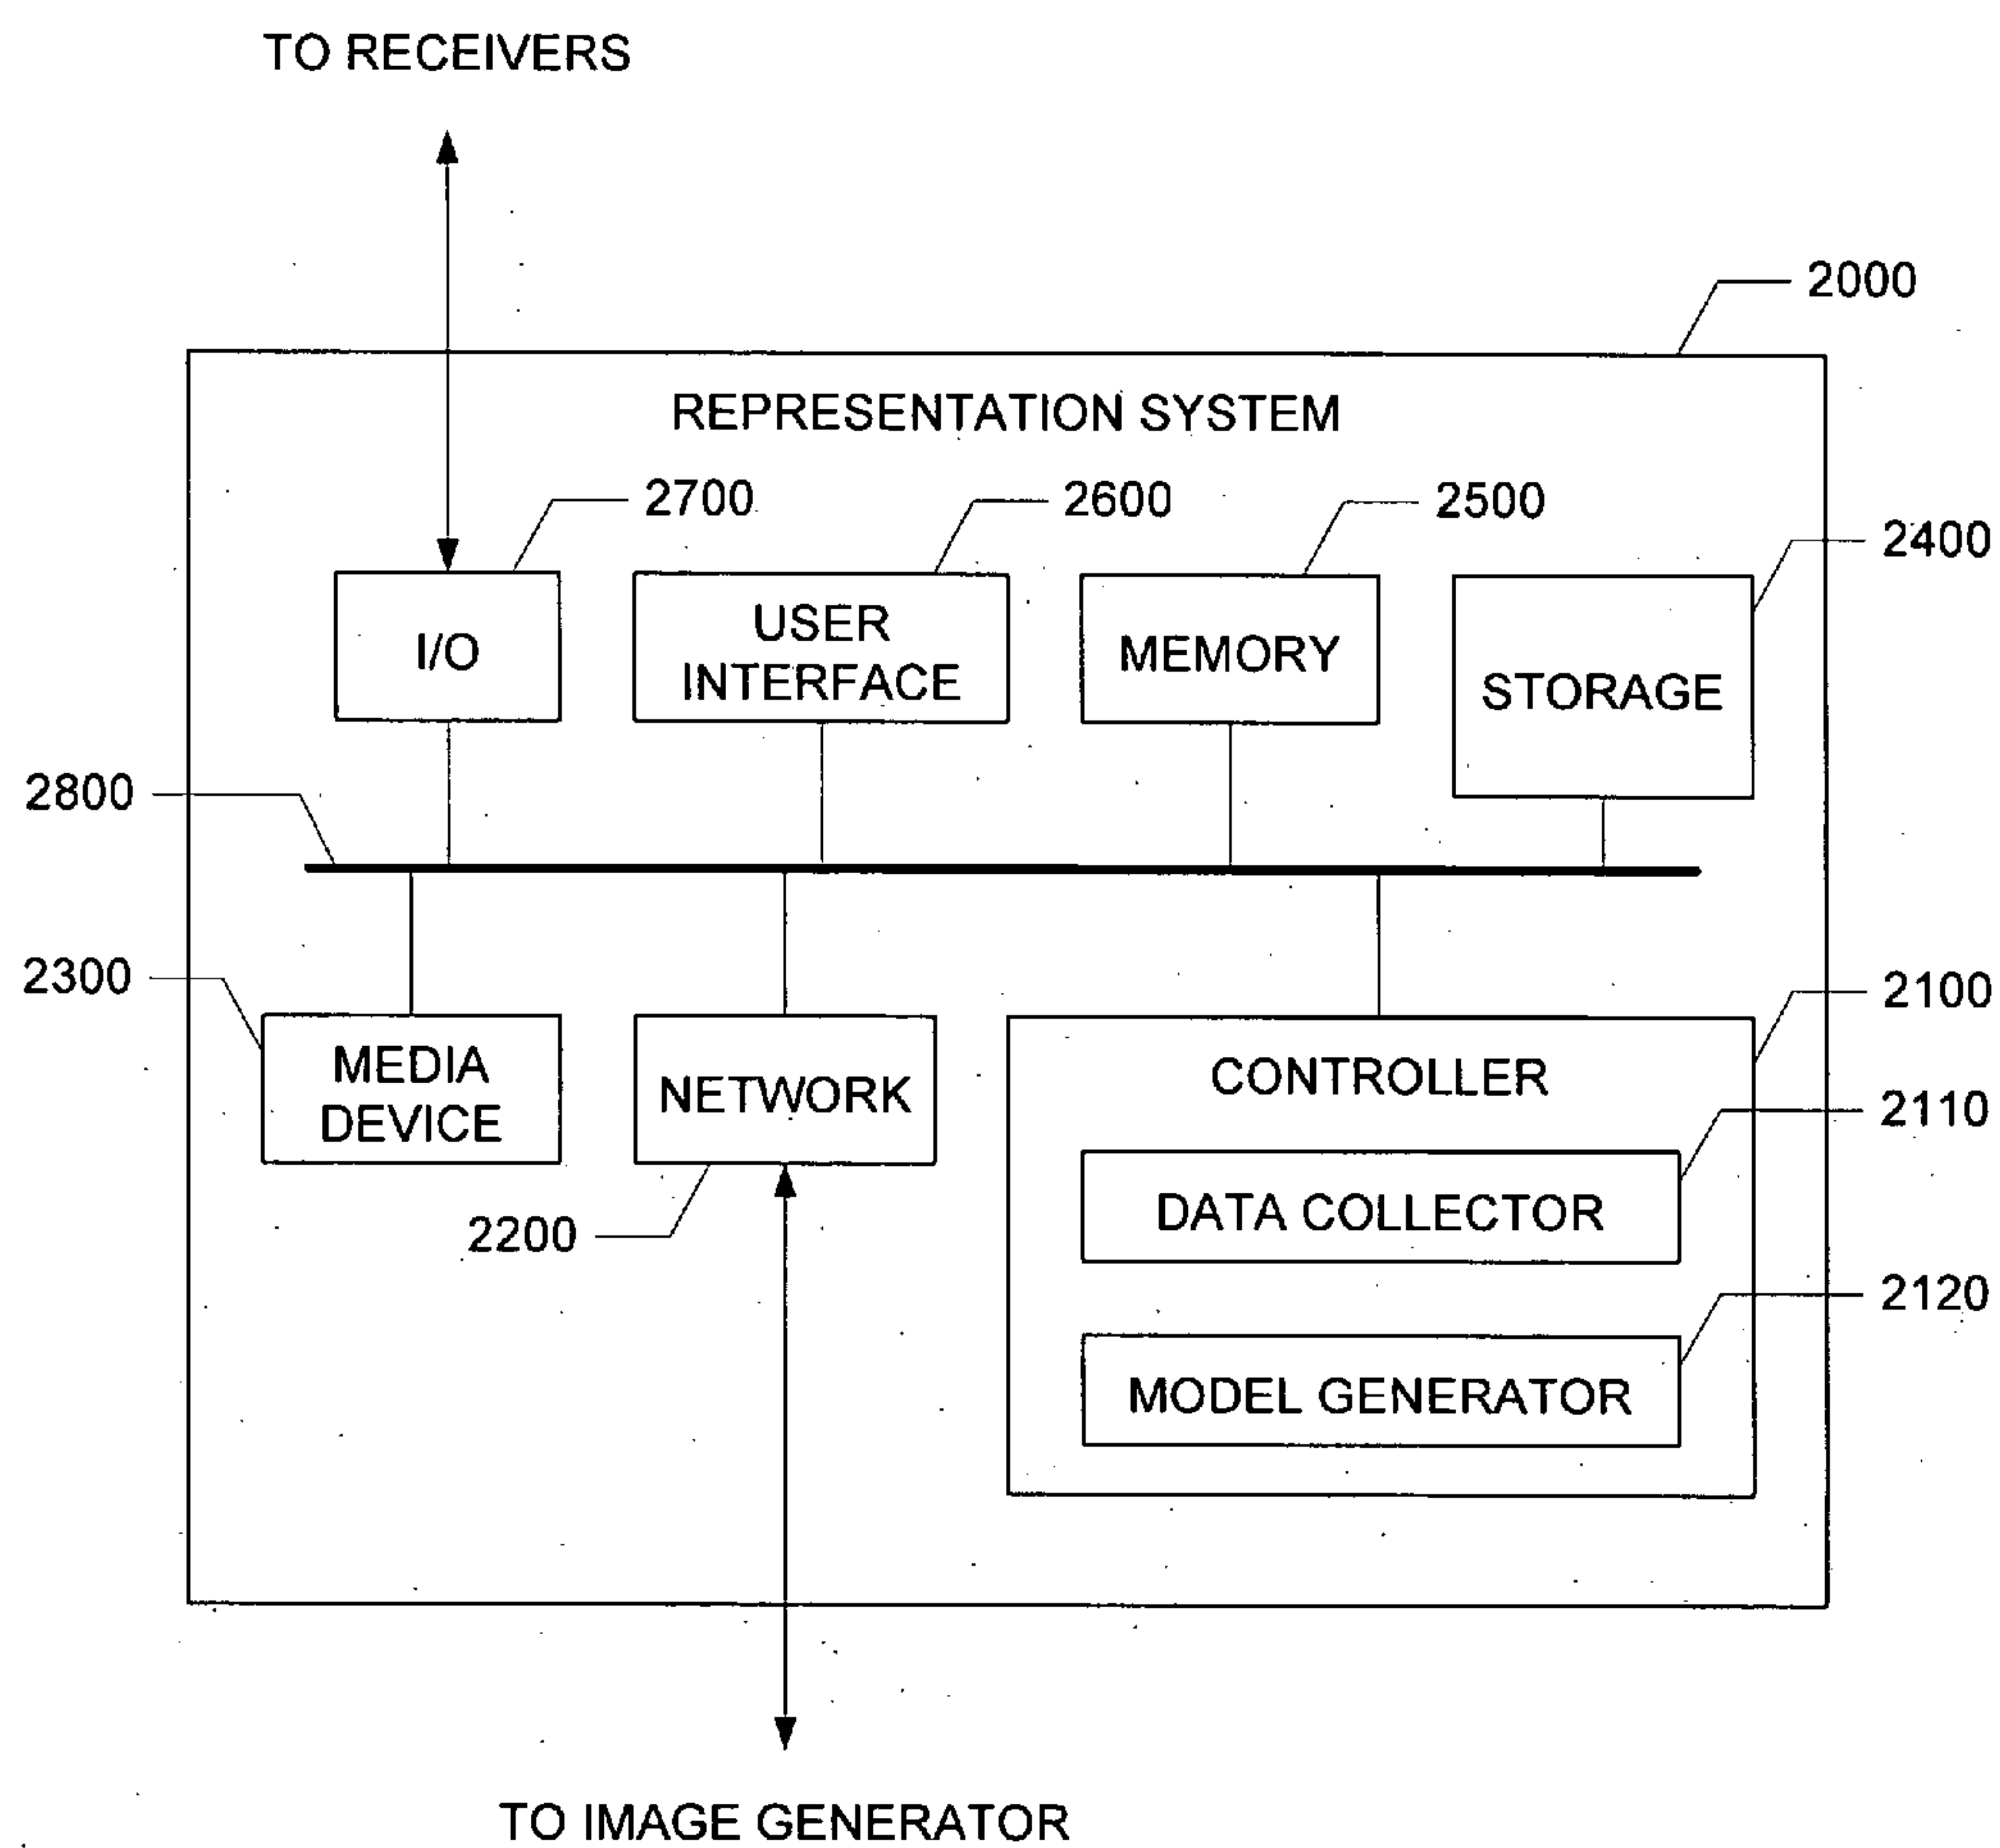 TO RECEIVERS
2000
REPRESENTATION SYSTEM
2700
2600
2500
2400
I/O
USER
INTERFACE
MEMORY
STORAGE
2800
2300
2100
MEDIA
DEVICE
NETWORK
CONTROLLER
2110
2200
DATA COLLECTOR
2120
MODEL GENERATOR
TO IMAGE GENERATOR